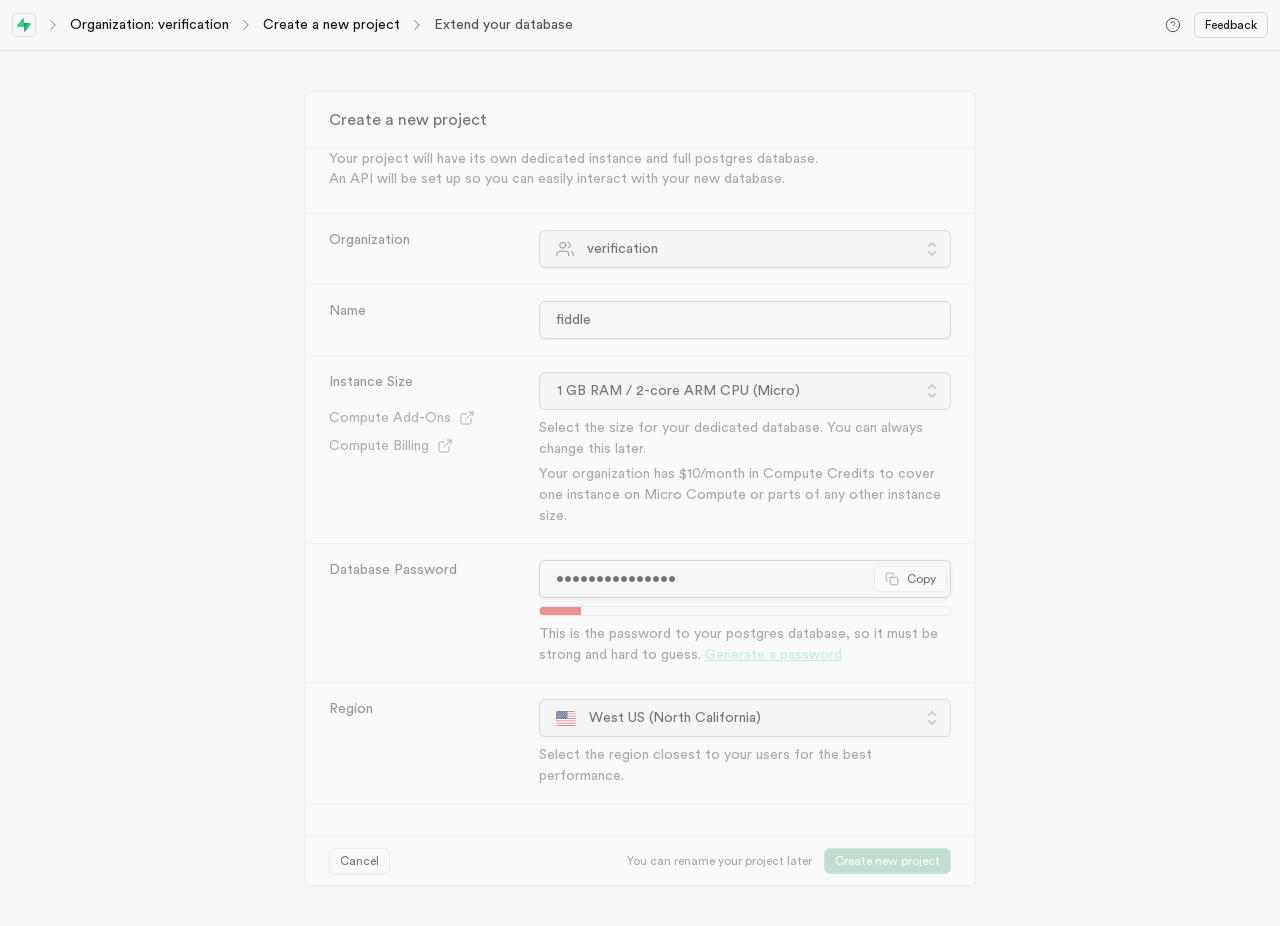 Organization: verification
Create a new project
Extend your database
Feedback
Create a new project
Your project will have its own dedicated instance and full postgres database.
An API will be set up so you can easily interact with your new database.
Organization
verification
Name
fiddle
Instance Size
1 GB RAM / 2-core ARM CPU (Micro)
Compute Add-Ons
Compute Billing
Select the size for your dedicated database. You can always
change this later.
Your organization has $10/month in Compute Credits to cover
one instance on Micro Compute or parts of any other instance
size.
Database Password
Copy
This is the password to your postgres database, so it must be
strong and hard to guess. Generate a password
Region
West US (North California)
Select the region closest to your users for the best
performance.
Cancel
You can rename your project later
Create new project